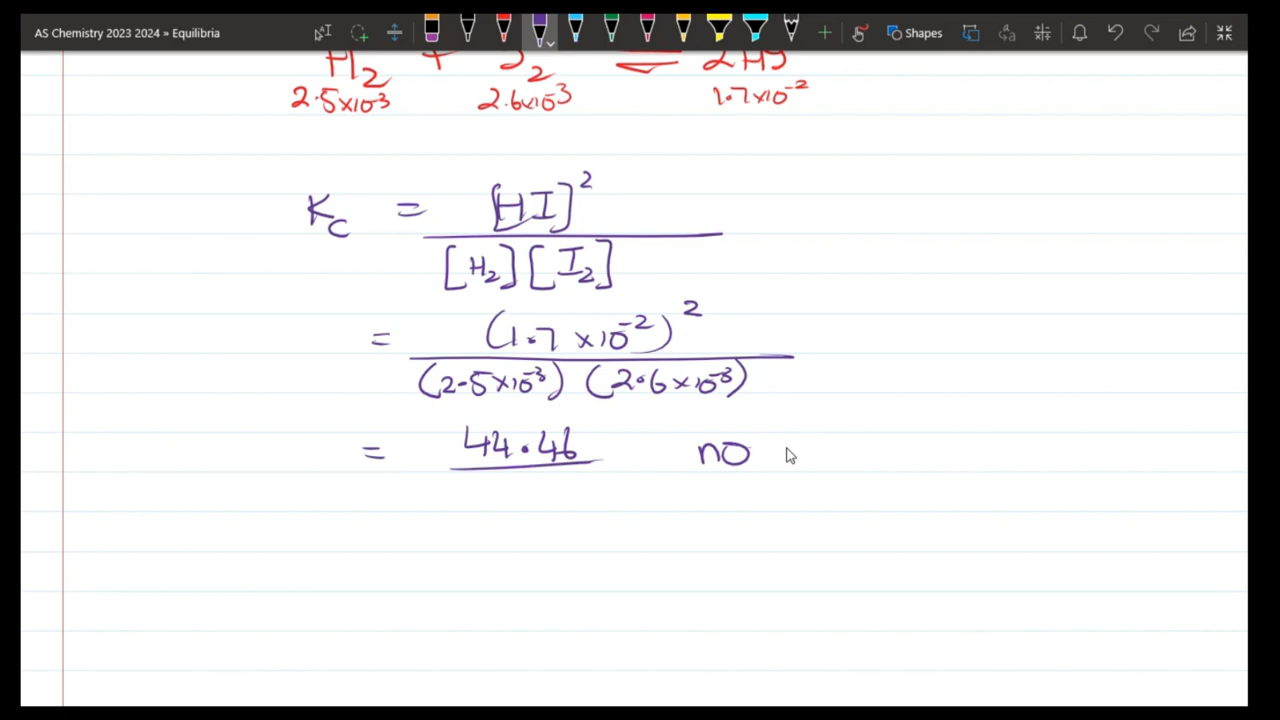 AS Chemistry 2023 2024 » Equilibria
Shapes
H₂ + I₂ ⇌ 2HI
2.5×10⁻³ 2.6×10⁻³ 1.7×10⁻²
Kc = [HI]²
[H₂][I₂]
= (1.7×10⁻²)²
(2.5×10⁻³) (2.6×10⁻³)
= 44.46 no